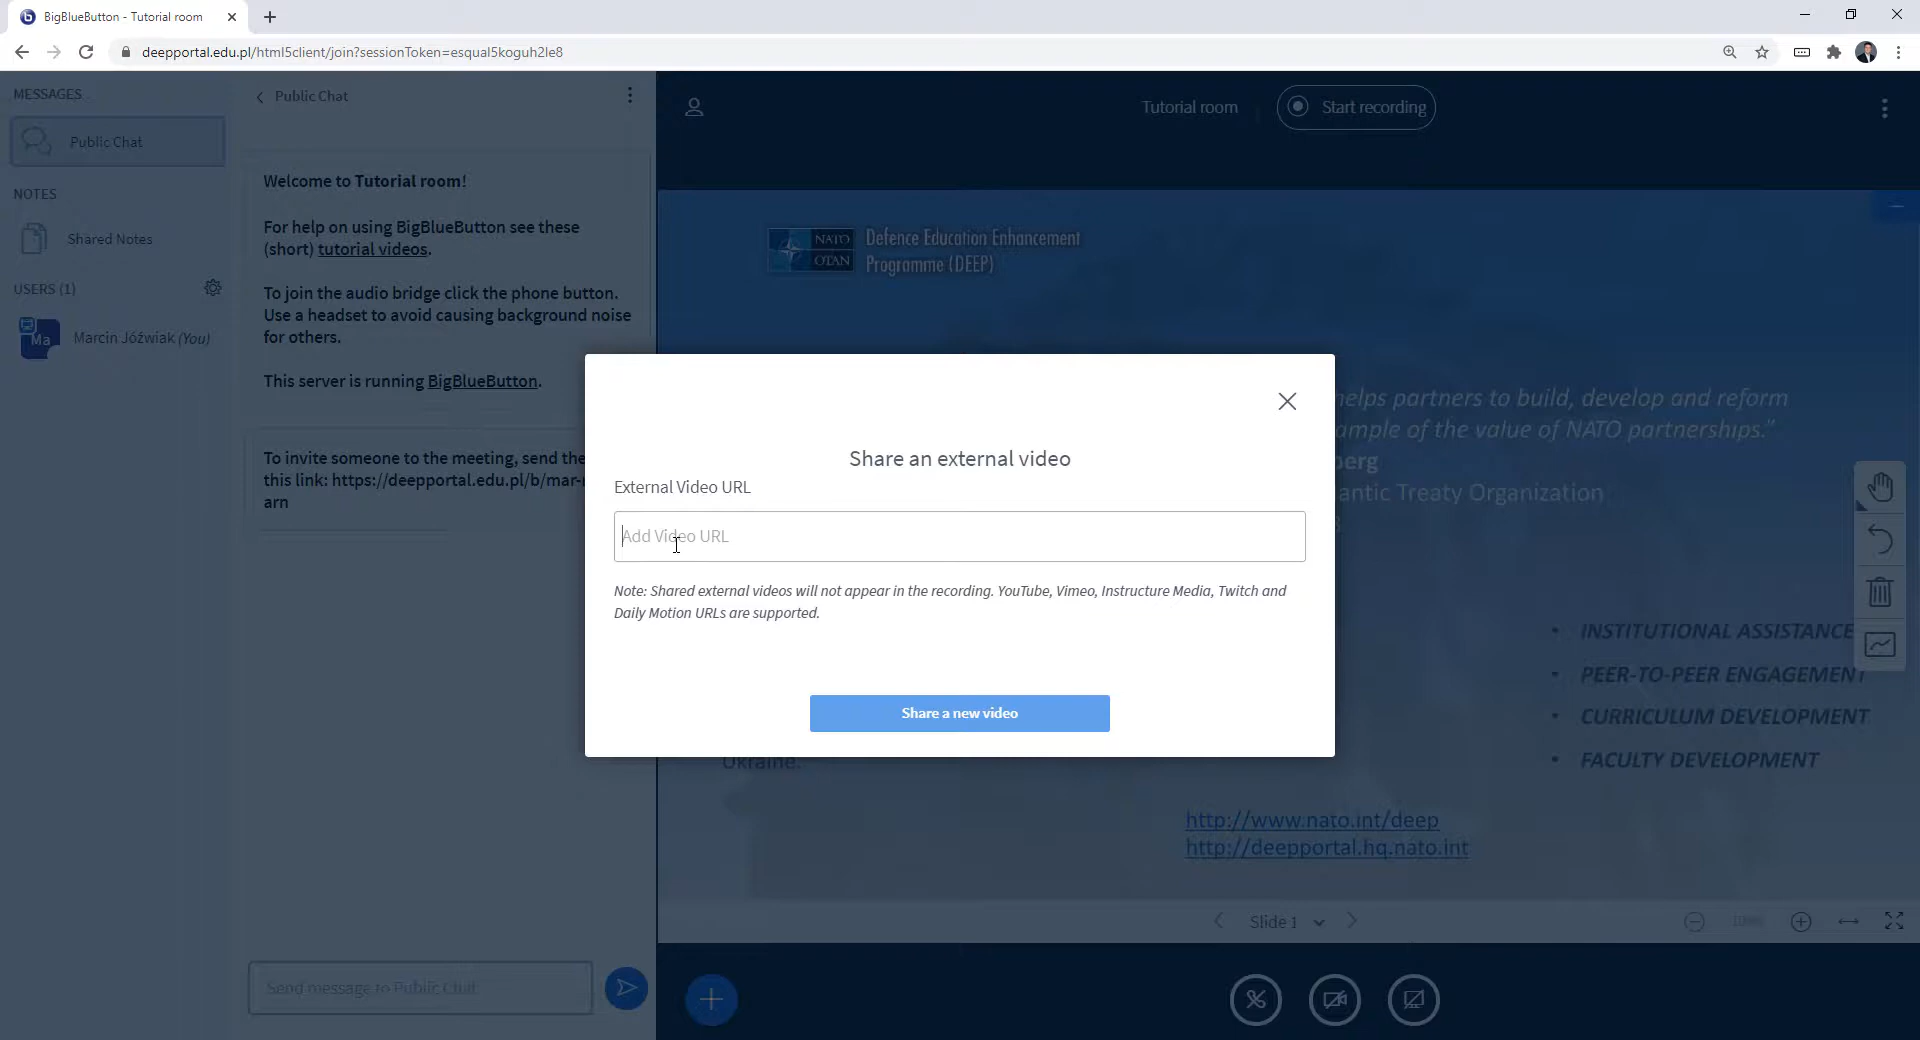 BigBlueButton - Tutorial room
deepportal.edu.pl/html5client/join?sessionToken=esqual5koguh2le8
MESSAGES
Public Chat
NOTES
Shared Notes
USERS (1)
Ma
Marcin Jóźwiak (You)
Public Chat
Welcome to Tutorial room!
For help on using BigBlueButton see these
(short) tutorial videos.
To join the audio bridge click the phone button.
Use a headset to avoid causing background noise
for others.
This server is running BigBlueButton.
To invite someone to the meeting, send the
this link: https://deepportal.edu.pl/b/mar-
arn
Send message to Public Chat
Tutorial room
Start recording
NATO
OTAN
Defence Education Enhancement
Programme (DEEP)
helps partners to build, develop and reform
ample of the value of NATO partnerships.”
berg
antic Treaty Organization
Share an external video
External Video URL
Add Video URL
Note: Shared external videos will not appear in the recording. YouTube, Vimeo, Instructure Media, Twitch and
Daily Motion URLs are supported.
Share a new video
• INSTITUTIONAL ASSISTANCE
• PEER-TO-PEER ENGAGEMENT
• CURRICULUM DEVELOPMENT
• FACULTY DEVELOPMENT
Ukraine.
http://www.nato.int/deep
http://deepportal.hq.nato.int
Slide 1
100%